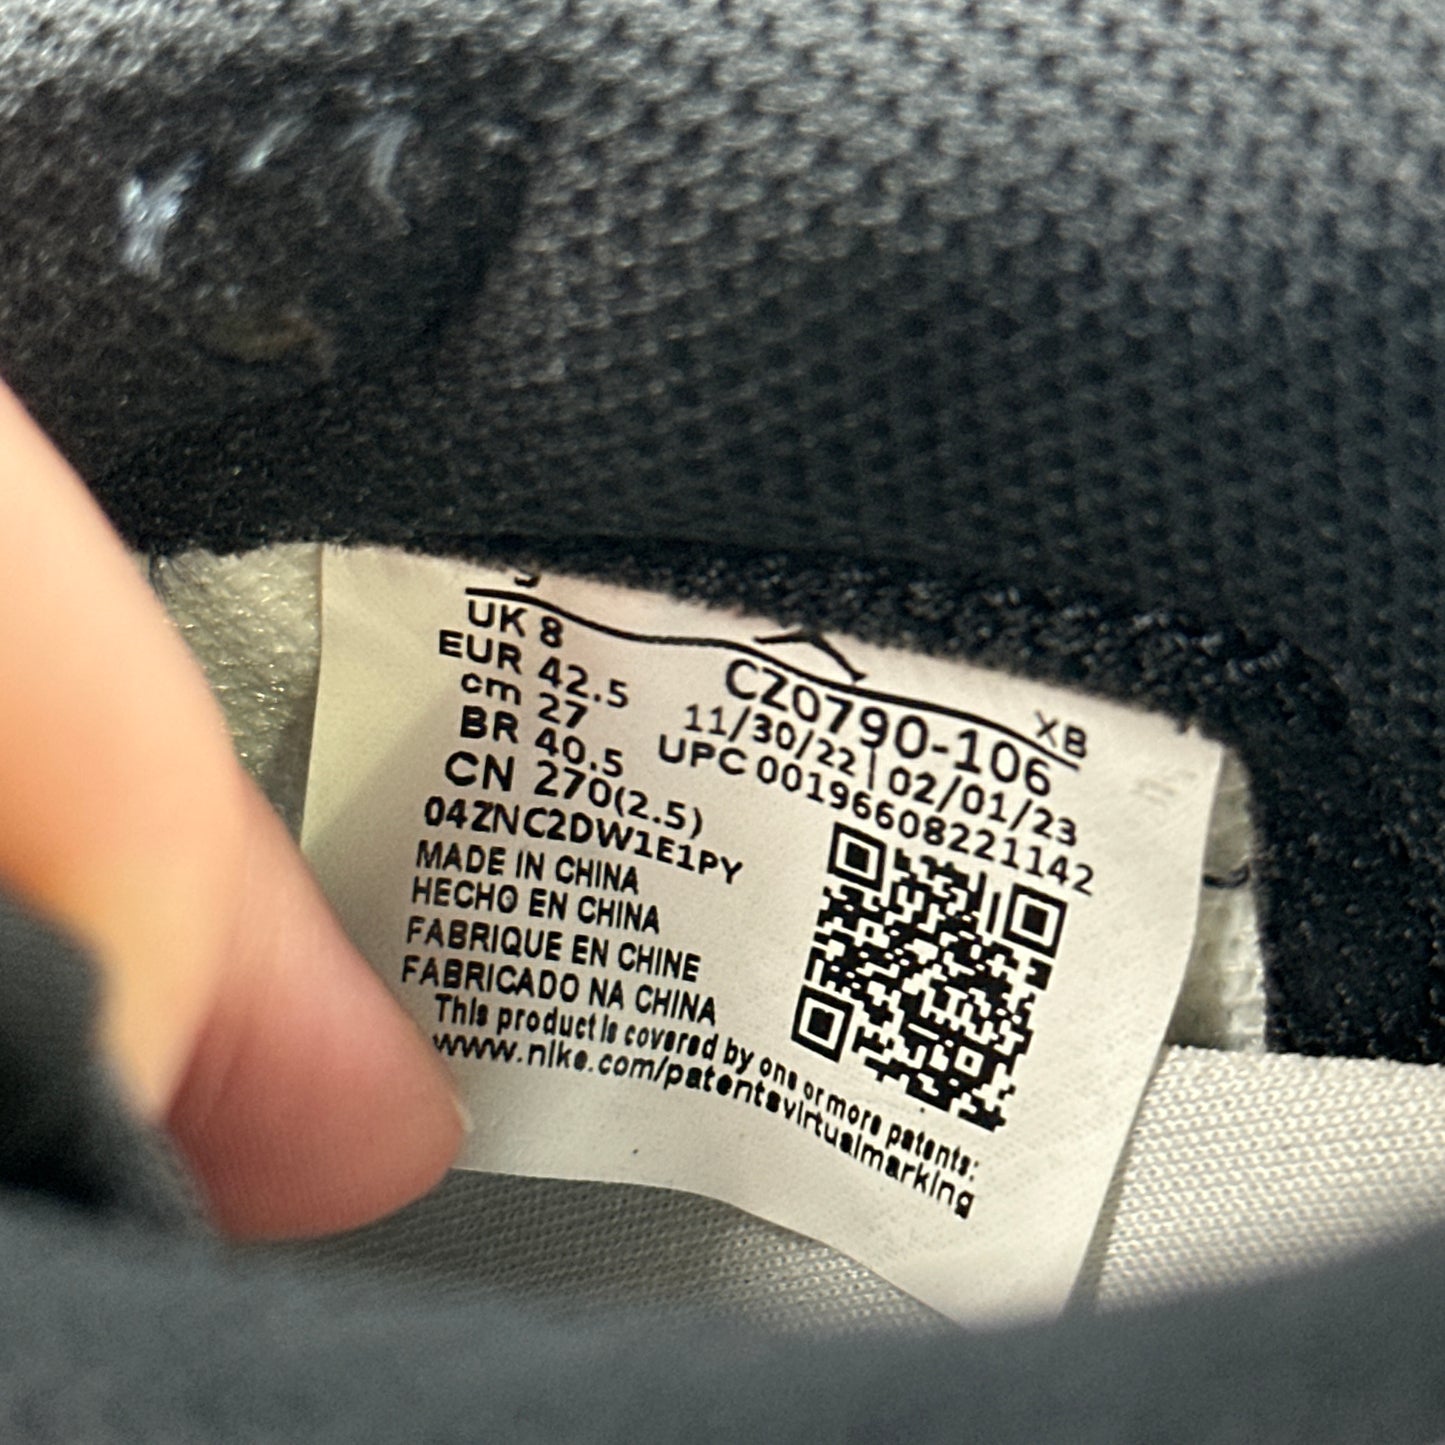 UK 8
EUR 42.5
cm 27
BR 40.5
CN 270(2.5)
04ZNC2DW1E1PY
XB
CZ0790-106
11/30/22 | 02/01/23
UPC 00196608221142
MADE IN CHINA
HECHO EN CHINA
FABRIQUE EN CHINE
FABRICADO NA CHINA
This product is covered by one or more patents:
www.nike.com/patentsvirtualmarking